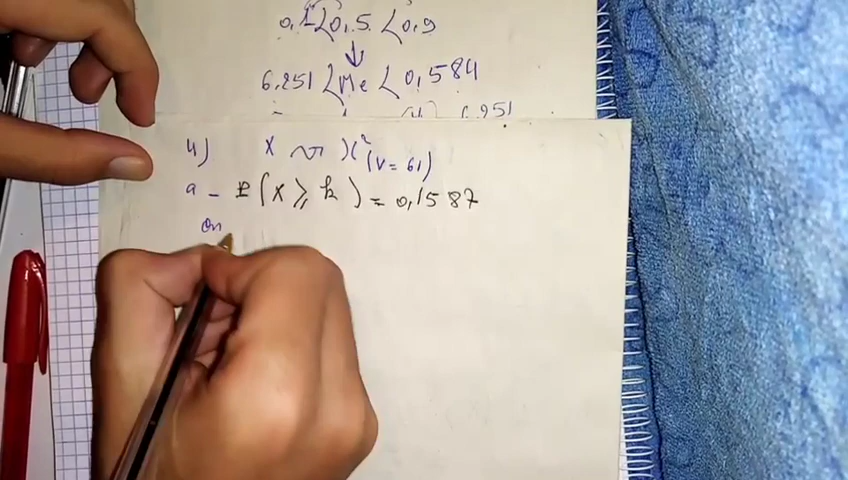 0,1 < 0.5 < 0.9
↓
6.251 < Me < 0,584
4) X ~ χ² (v = 61)
a - P(X ≥ k) = 0,1587
on